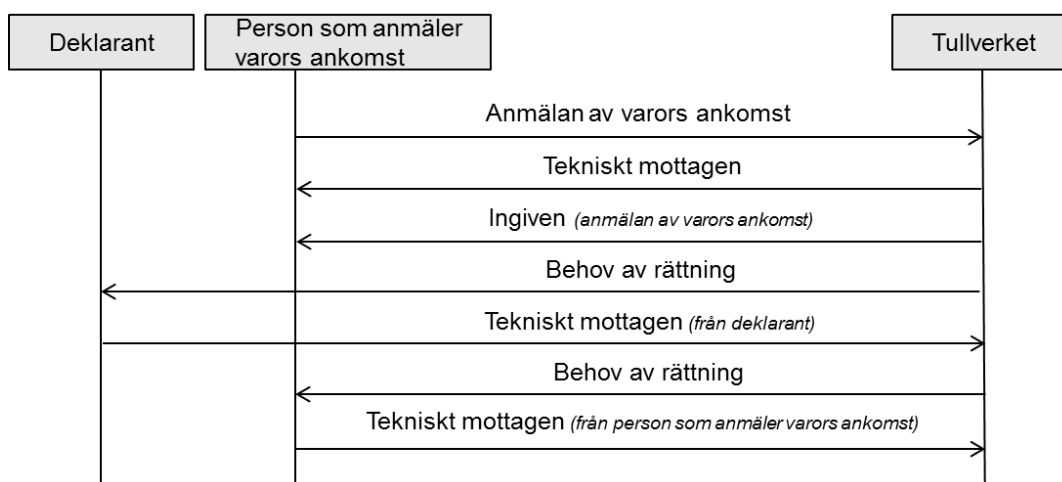 Deklarant
Person som anmäler
varors ankomst
Tullverket
Anmälan av varors ankomst
Tekniskt mottagen
Ingiven (anmälan av varors ankomst)
Behov av rättning
Tekniskt mottagen (från deklarant)
Behov av rättning
Tekniskt mottagen (från person som anmäler varors ankomst)